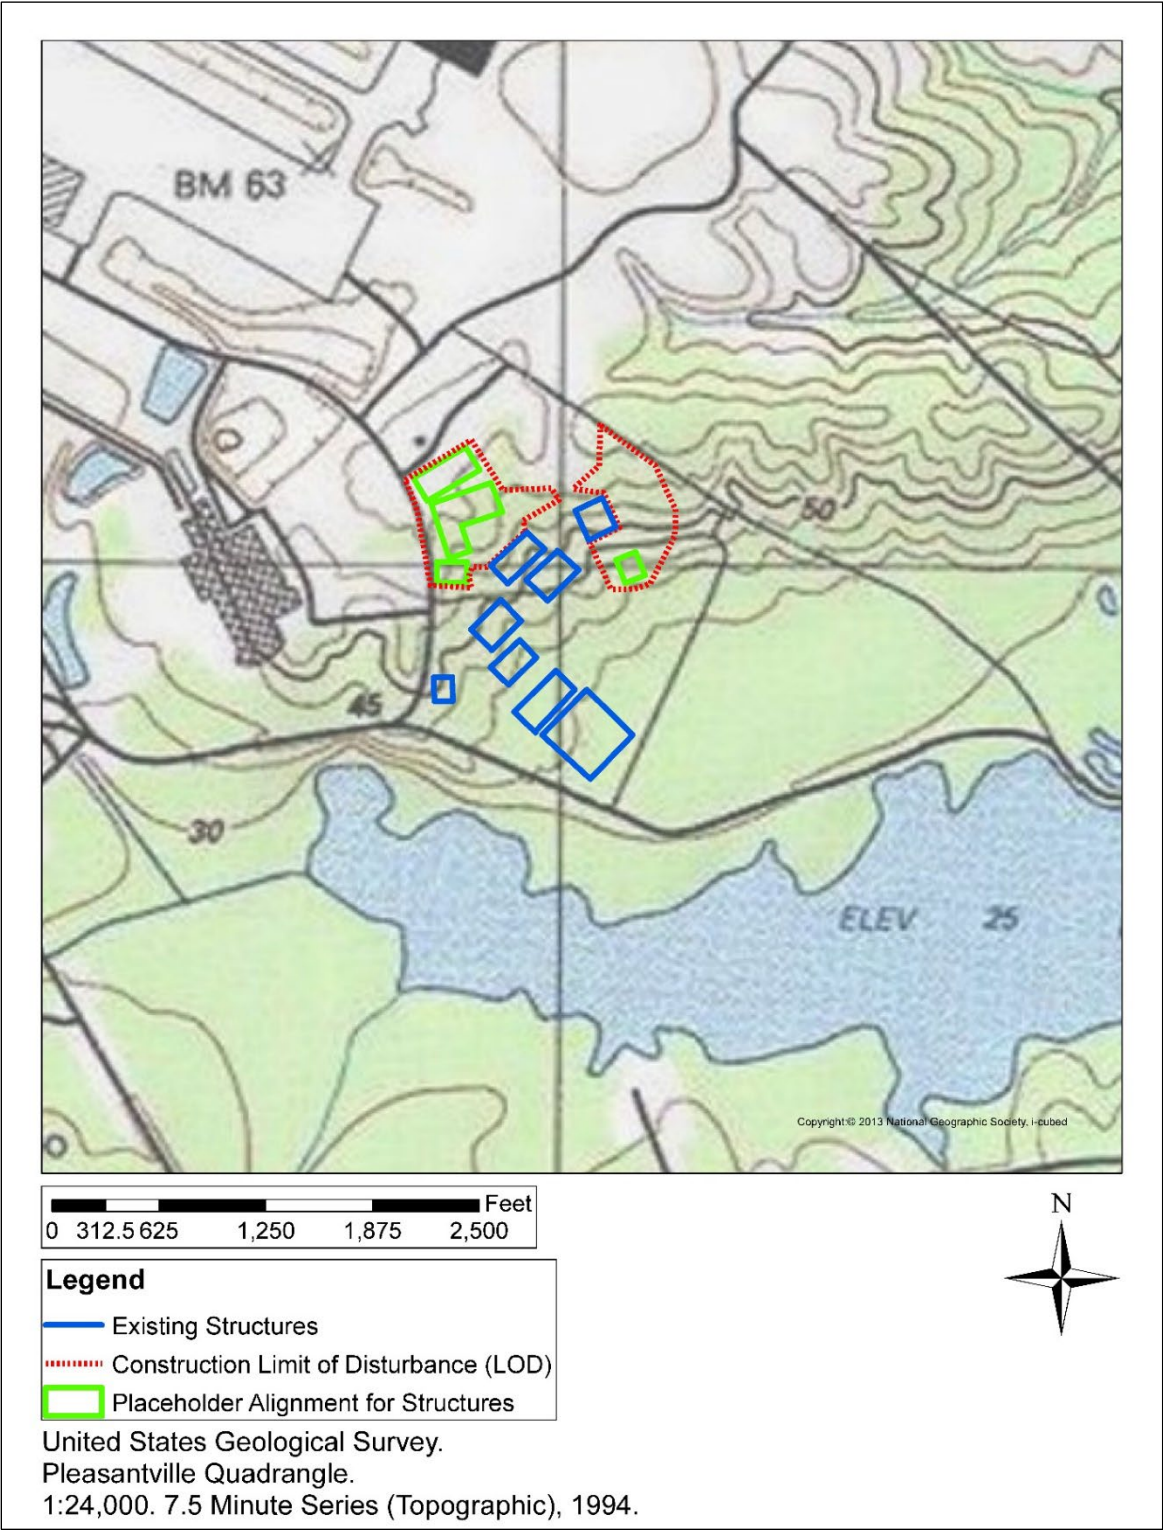 BM 63
50
45
30
ELEV 25
Copyright:© 2013 National Geographic Society, i-cubed
Feet
0 312.5 625 1,250 1,875 2,500
N
Legend
Existing Structures
Construction Limit of Disturbance (LOD)
Placeholder Alignment for Structures
United States Geological Survey.
Pleasantville Quadrangle.
1:24,000. 7.5 Minute Series (Topographic), 1994.